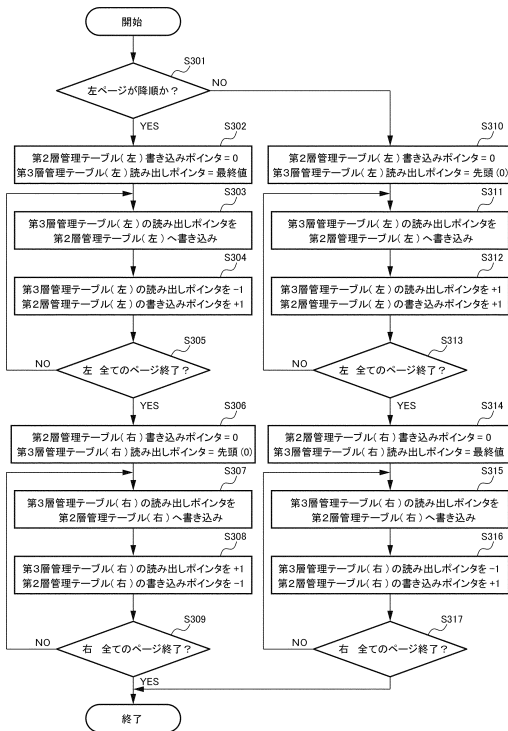 開始
S301
左ページが降順か?
NO
YES
S302
第2層管理テーブル(左)書き込みポインタ=0
第3層管理テーブル(左)読み出しポインタ=最終値
S303
第3層管理テーブル(左)の読み出しポインタを
第2層管理テーブル(左)へ書き込み
S304
第3層管理テーブル(左)の読み出しポインタを-1
第2層管理テーブル(左)の書き込みポインタを+1
S305
左 全てのページ終了?
NO
YES
S306
第2層管理テーブル(右)書き込みポインタ=0
第3層管理テーブル(右)読み出しポインタ=先頭(0)
S307
第3層管理テーブル(右)の読み出しポインタを
第2層管理テーブル(右)へ書き込み
S308
第3層管理テーブル(右)の読み出しポインタを+1
第2層管理テーブル(右)の書き込みポインタを-1
S309
右 全てのページ終了?
NO
YES
終了
S310
第2層管理テーブル(左)書き込みポインタ=0
第3層管理テーブル(左)読み出しポインタ=先頭(0)
S311
第3層管理テーブル(左)の読み出しポインタを
第2層管理テーブル(左)へ書き込み
S312
第3層管理テーブル(左)の読み出しポインタを+1
第2層管理テーブル(左)の書き込みポインタを+1
S313
左 全てのページ終了?
NO
YES
S314
第2層管理テーブル(右)書き込みポインタ=0
第3層管理テーブル(右)読み出しポインタ=最終値
S315
第3層管理テーブル(右)の読み出しポインタを
第2層管理テーブル(右)へ書き込み
S316
第3層管理テーブル(右)の読み出しポインタを-1
第2層管理テーブル(右)の書き込みポインタを+1
S317
右 全てのページ終了?
NO